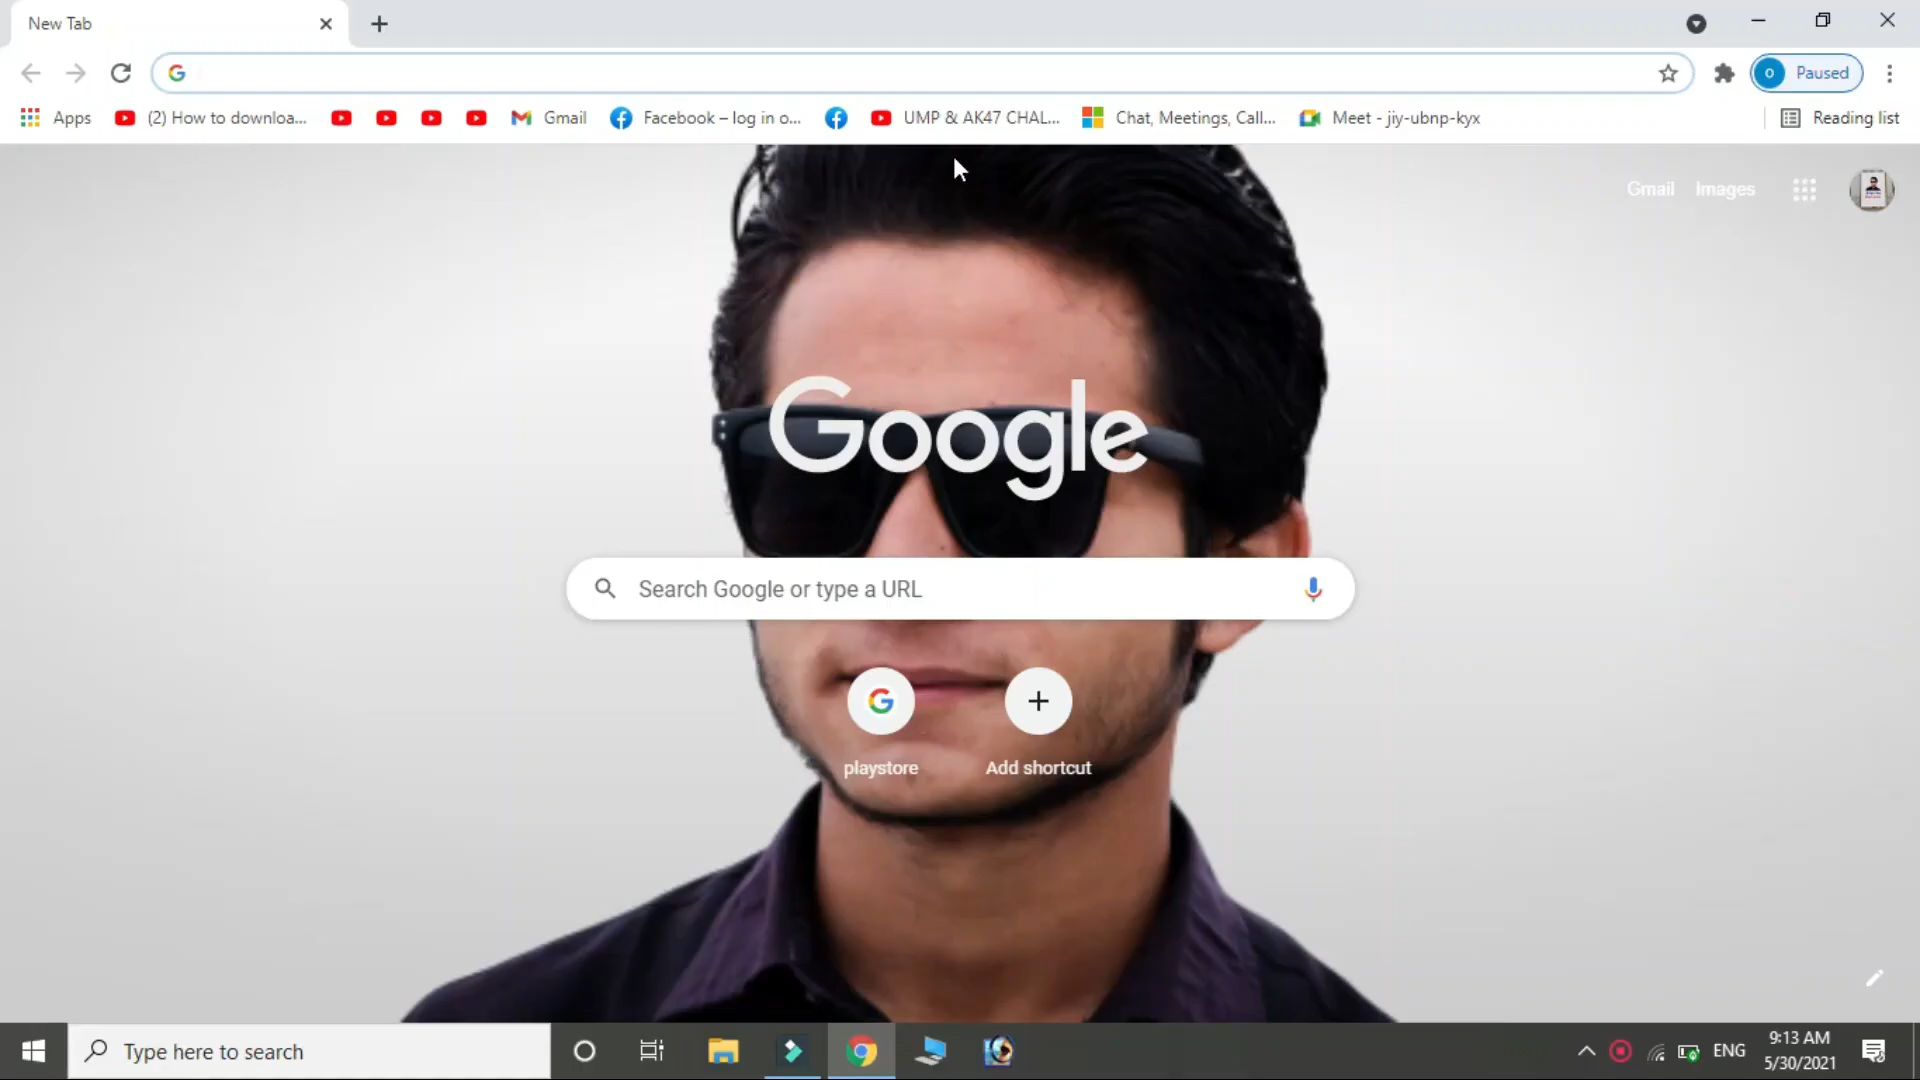 New Tab
Paused
Apps (2) How to downloa... Gmail Facebook – log in o... UMP & AK47 CHAL... Chat, Meetings, Call... Meet - jiy-ubnp-kyx Reading list
Gmail Images
Google
Search Google or type a URL
playstore Add shortcut
Type here to search
ENG
9:13 AM
5/30/2021